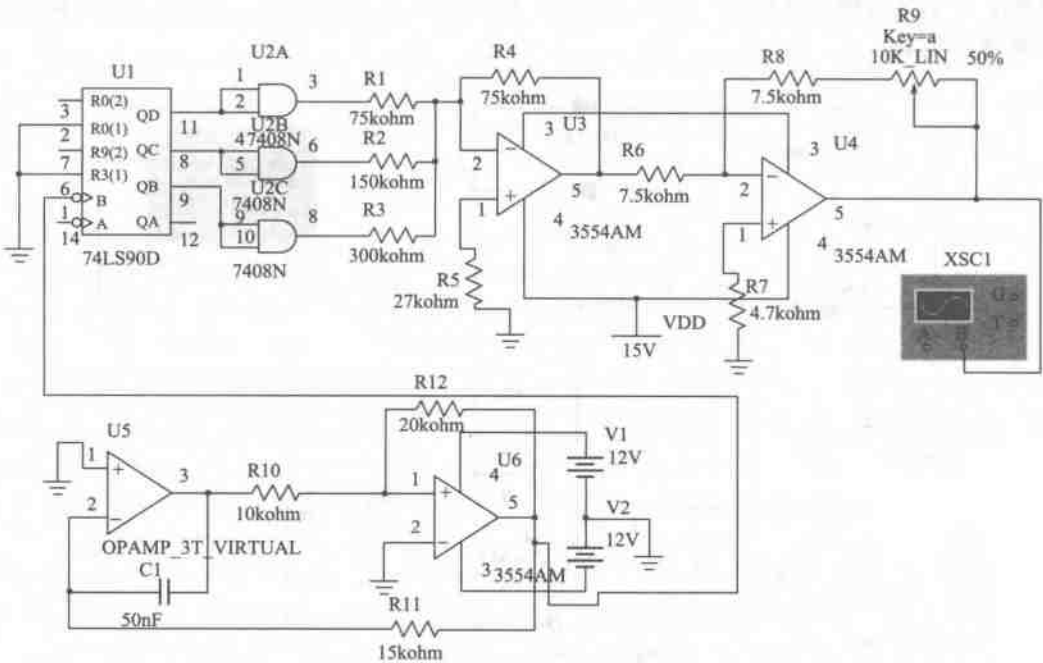 U1
R0(2)
R0(1)
R9(2)
R3(1)
B
A
QD
QC
QB
QA
3
2
7
6
1
14
11
8
9
12
74LS90D
U2A
1
2
3
7408N
U2B
4
5
6
7408N
U2C
9
10
8
7408N
R1
75kohm
R2
150kohm
R3
300kohm
R4
75kohm
U3
3
2
1
5
4
3554AM
R5
27kohm
R6
7.5kohm
R8
7.5kohm
R9
Key=a
10K_LIN
50%
U4
3
2
1
5
4
3554AM
R7
4.7kohm
VDD
15V
XSC1
G
T
A
B
U5
1
2
3
OPAMP_3T_VIRTUAL
C1
50nF
R10
10kohm
R12
20kohm
U6
4
1
2
5
3
3554AM
V1
12V
V2
12V
R11
15kohm